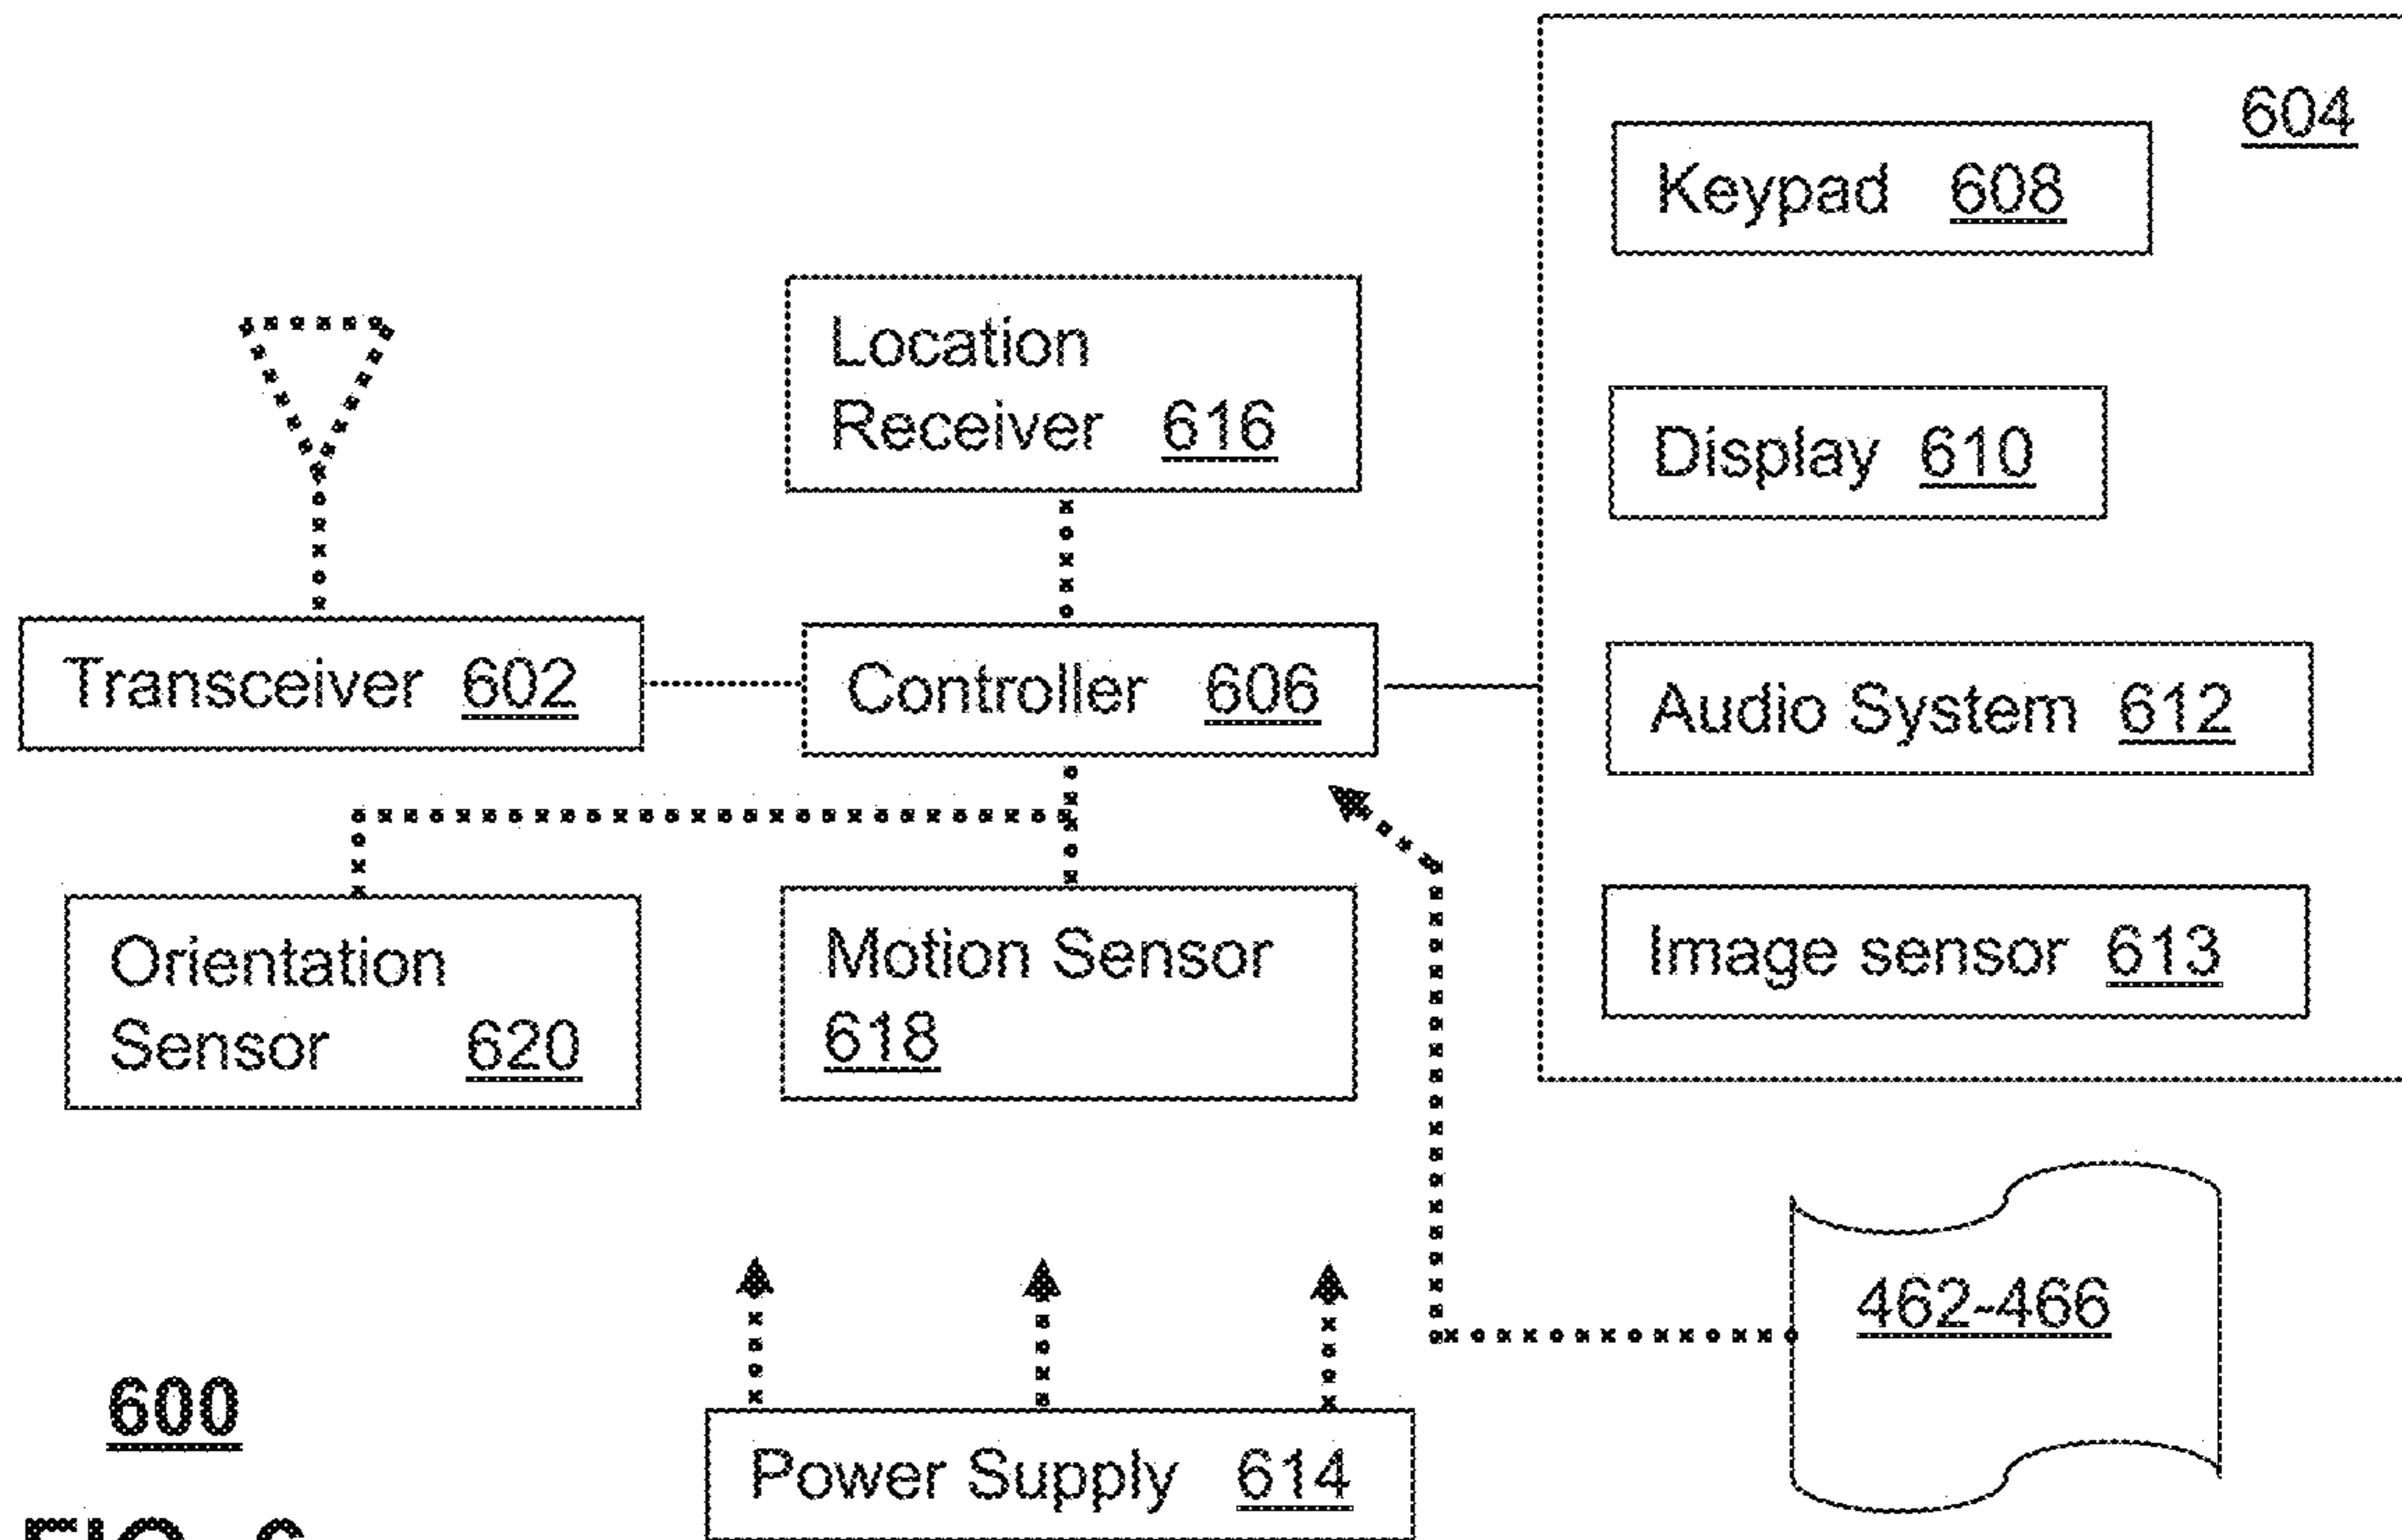 604
Keypad 608
Location
Receiver 616
Display 610
Transceiver 602
Controller 606
Audio System 612
Orientation
Sensor 620
Motion Sensor
618
Image sensor 613
462-466
600
Power Supply 614